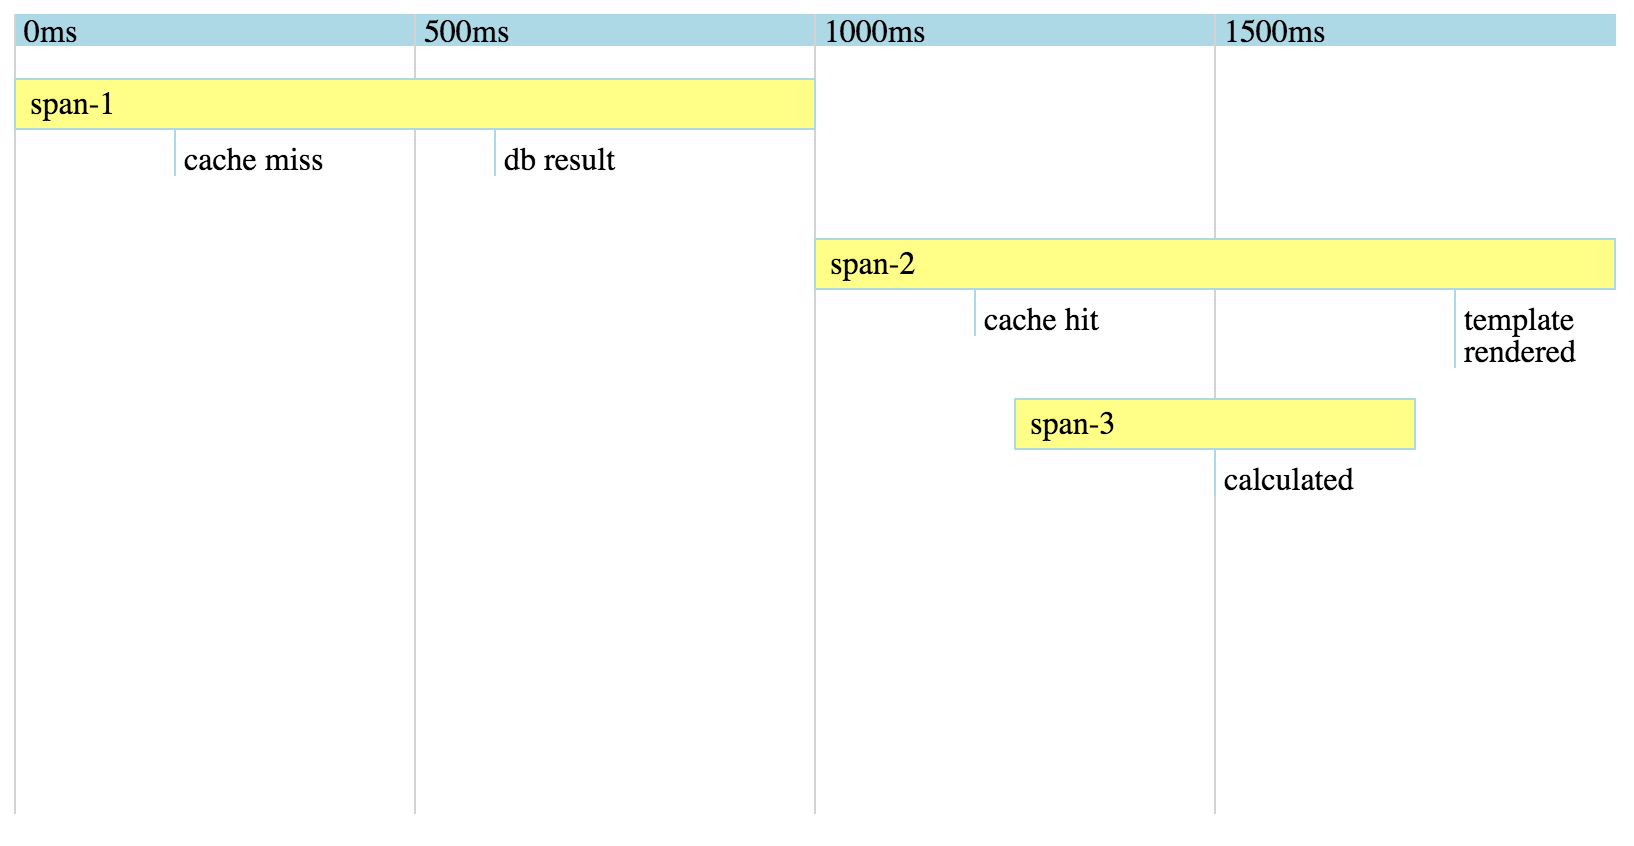 0ms 500ms 1000ms 1500ms
span-1
cache miss db result
span-2
cache hit template
rendered
span-3
calculated